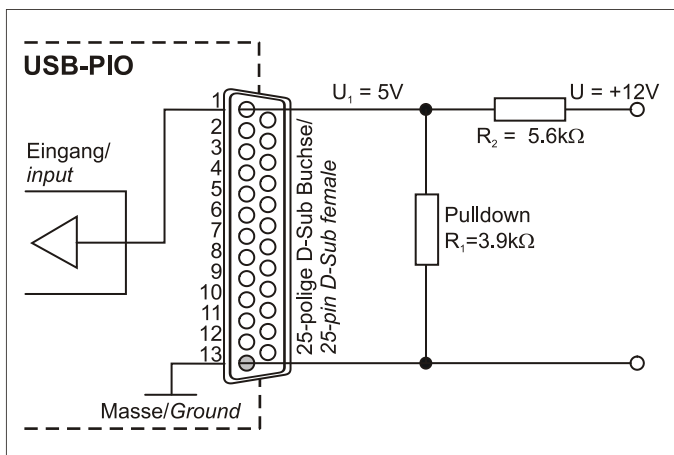 USB-PIO
Eingang/
input
1
2
3
4
5
6
7
8
9
10
11
12
13
Masse/Ground
25-polige D-Sub Buchse/
25-pin D-Sub female
U₁ = 5V
U = +12V
R₂ = 5.6kΩ
Pulldown
R₁=3.9kΩ